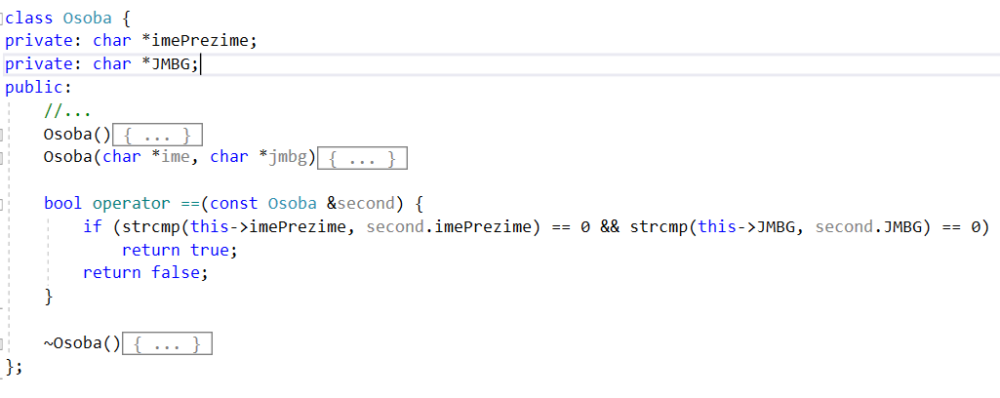 class Osoba {
private: char *imePrezime;
private: char *JMBG;
public:
    //...
    Osoba(){ ... }
    Osoba(char *ime, char *jmbg){ ... }
    bool operator ==(const Osoba &second) {
        if (strcmp(this->imePrezime, second.imePrezime) == 0 && strcmp(this->JMBG, second.JMBG) == 0)
            return true;
        return false;
    }
    ~Osoba(){ ... }
};